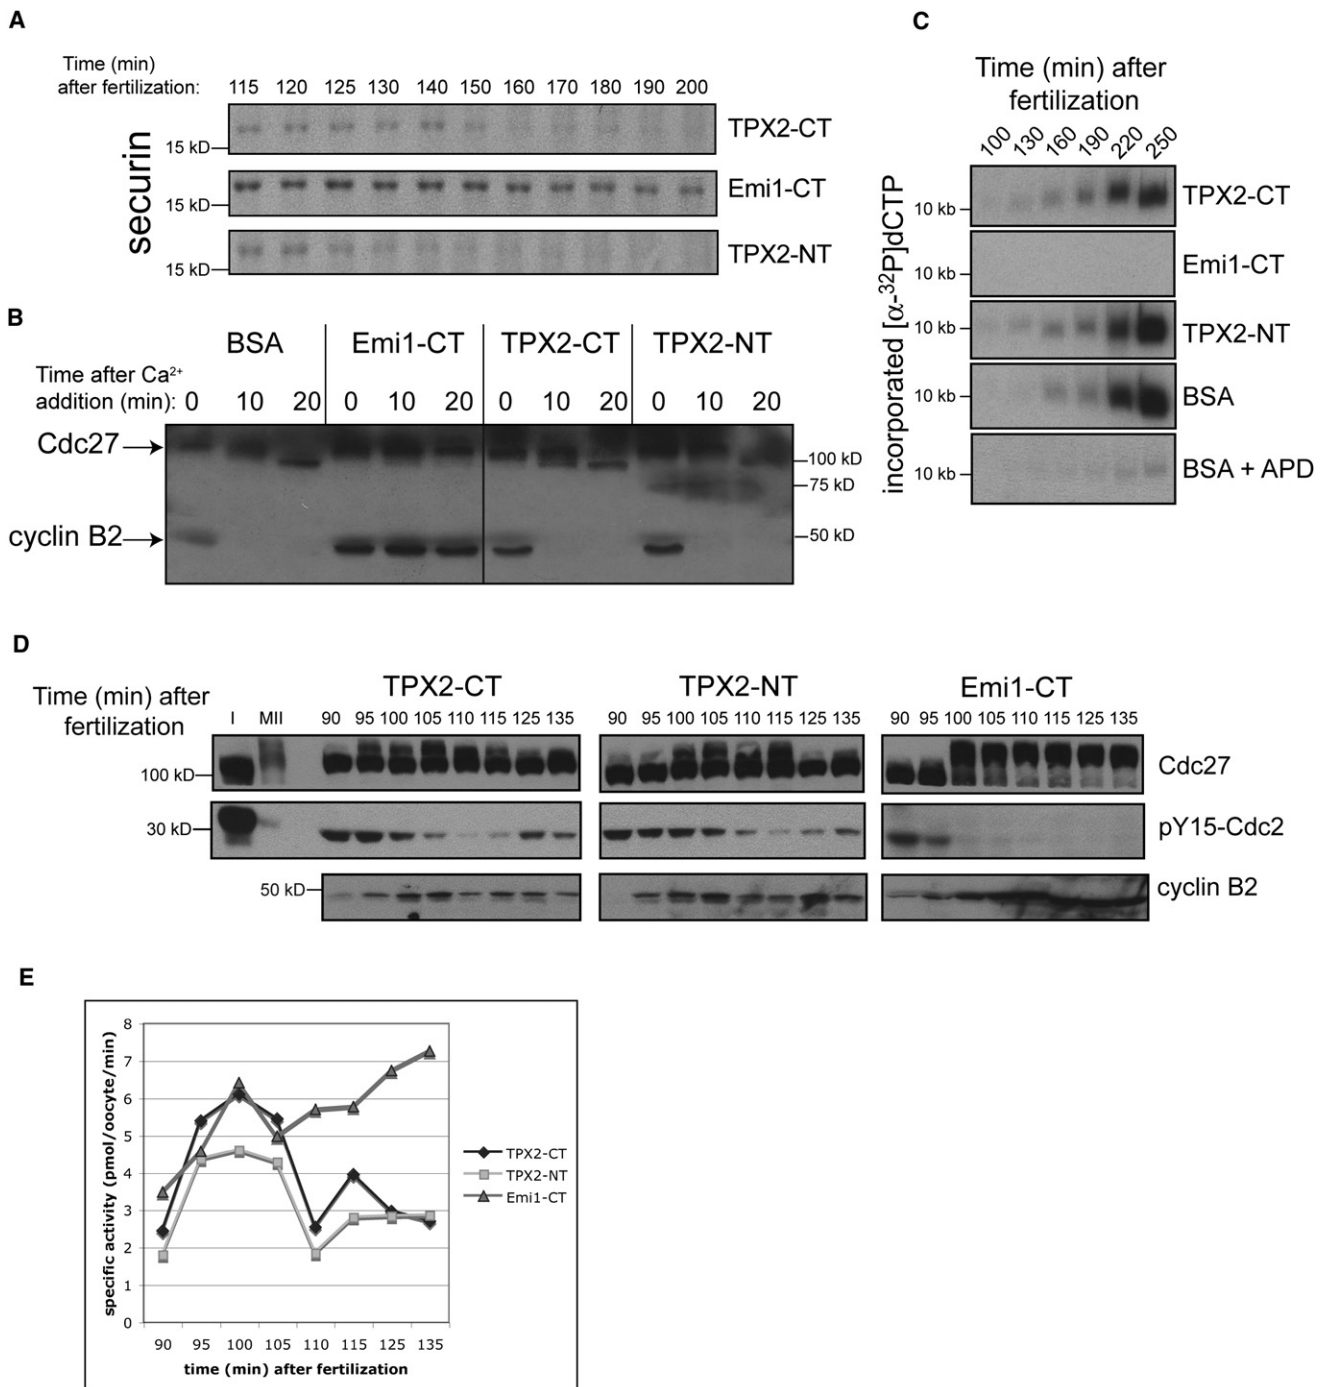 A
Time (min)
after fertilization: 115 120 125 130 140 150 160 170 180 190 200
securin
15 kD TPX2-CT
15 kD Emi1-CT
15 kD TPX2-NT
B
BSA Emi1-CT TPX2-CT TPX2-NT
Time after Ca²⁺
addition (min): 0 10 20 0 10 20 0 10 20 0 10 20
Cdc27
100 kD
75 kD
cyclin B2
50 kD
C
Time (min) after
fertilization
100 130 160 190 220 250
incorporated [α-³²P]dCTP
10 kb TPX2-CT
10 kb Emi1-CT
10 kb TPX2-NT
10 kb BSA
10 kb BSA + APD
D
Time (min) after
fertilization
TPX2-CT TPX2-NT Emi1-CT
I MII 90 95 100 105 110 115 125 135 90 95 100 105 110 115 125 135 90 95 100 105 110 115 125 135
100 kD Cdc27
30 kD pY15-Cdc2
50 kD cyclin B2
E
specific activity (pmol/oocyte/min)
8
7
6
5
4
3
2
1
0
90 95 100 105 110 115 125 135
time (min) after fertilization
TPX2-CT
TPX2-NT
Emi1-CT